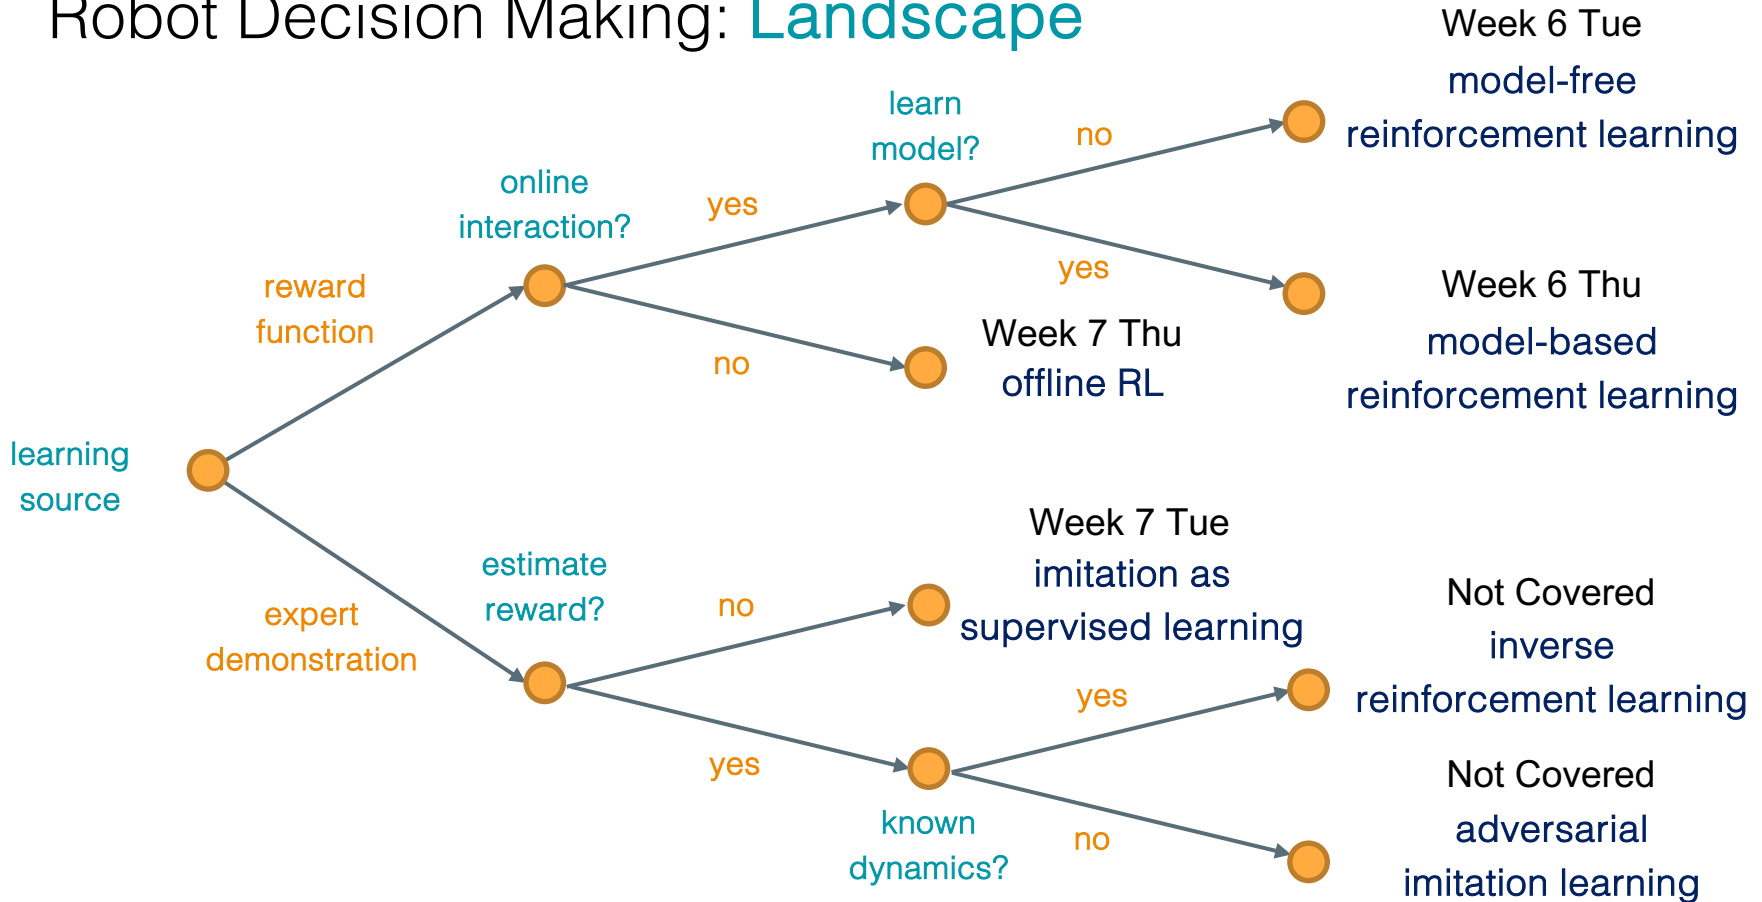 Robot Decision Making: Landscape
Week 6 Tue
model-free
reinforcement learning
learn
model?
no
online
interaction?
yes
yes
reward
function
Week 6 Thu
model-based
reinforcement learning
no
Week 7 Thu
offline RL
learning
source
Week 7 Tue
imitation as
supervised learning
estimate
reward?
no
expert
demonstration
Not Covered
inverse
reinforcement learning
yes
yes
known
dynamics?
no
Not Covered
adversarial
imitation learning